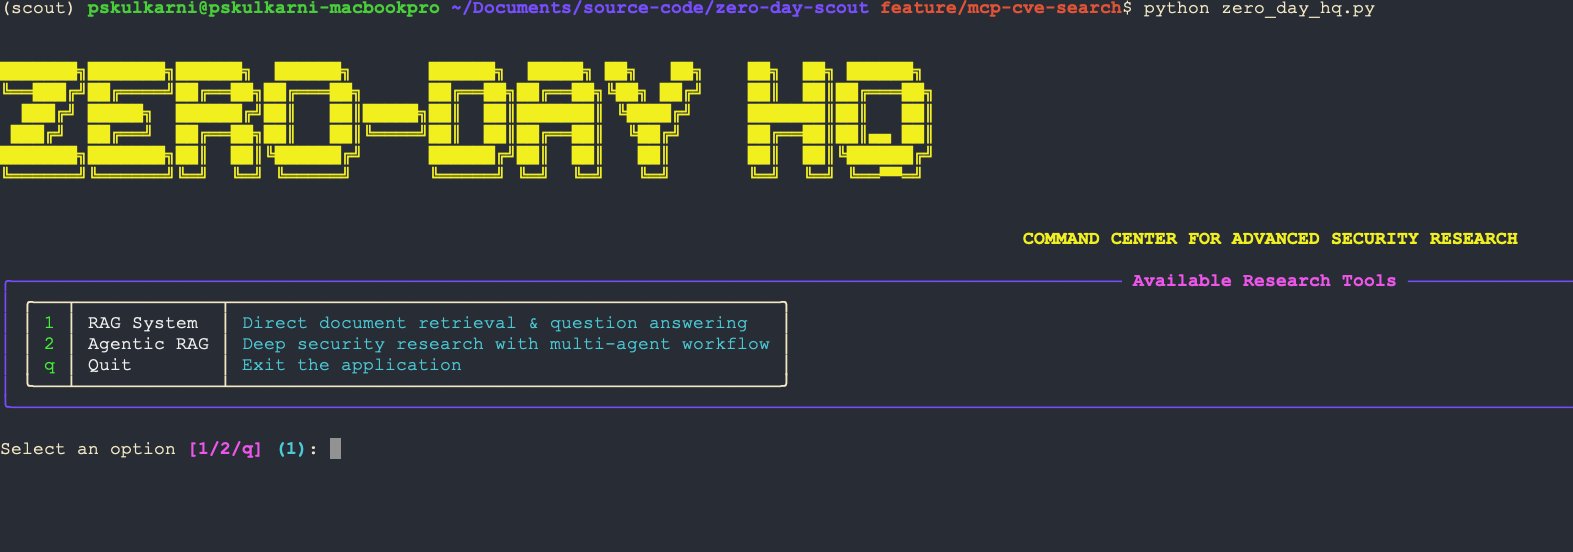 (scout) pskulkarni@pskulkarni-macbookpro ~/Documents/source-code/zero-day-scout feature/mcp-cve-search$ python zero_day_hq.py
ZERO-DAY HQ
COMMAND CENTER FOR ADVANCED SECURITY RESEARCH
Available Research Tools
1 RAG System Direct document retrieval & question answering
2 Agentic RAG Deep security research with multi-agent workflow
q Quit Exit the application
Select an option [1/2/q] (1):